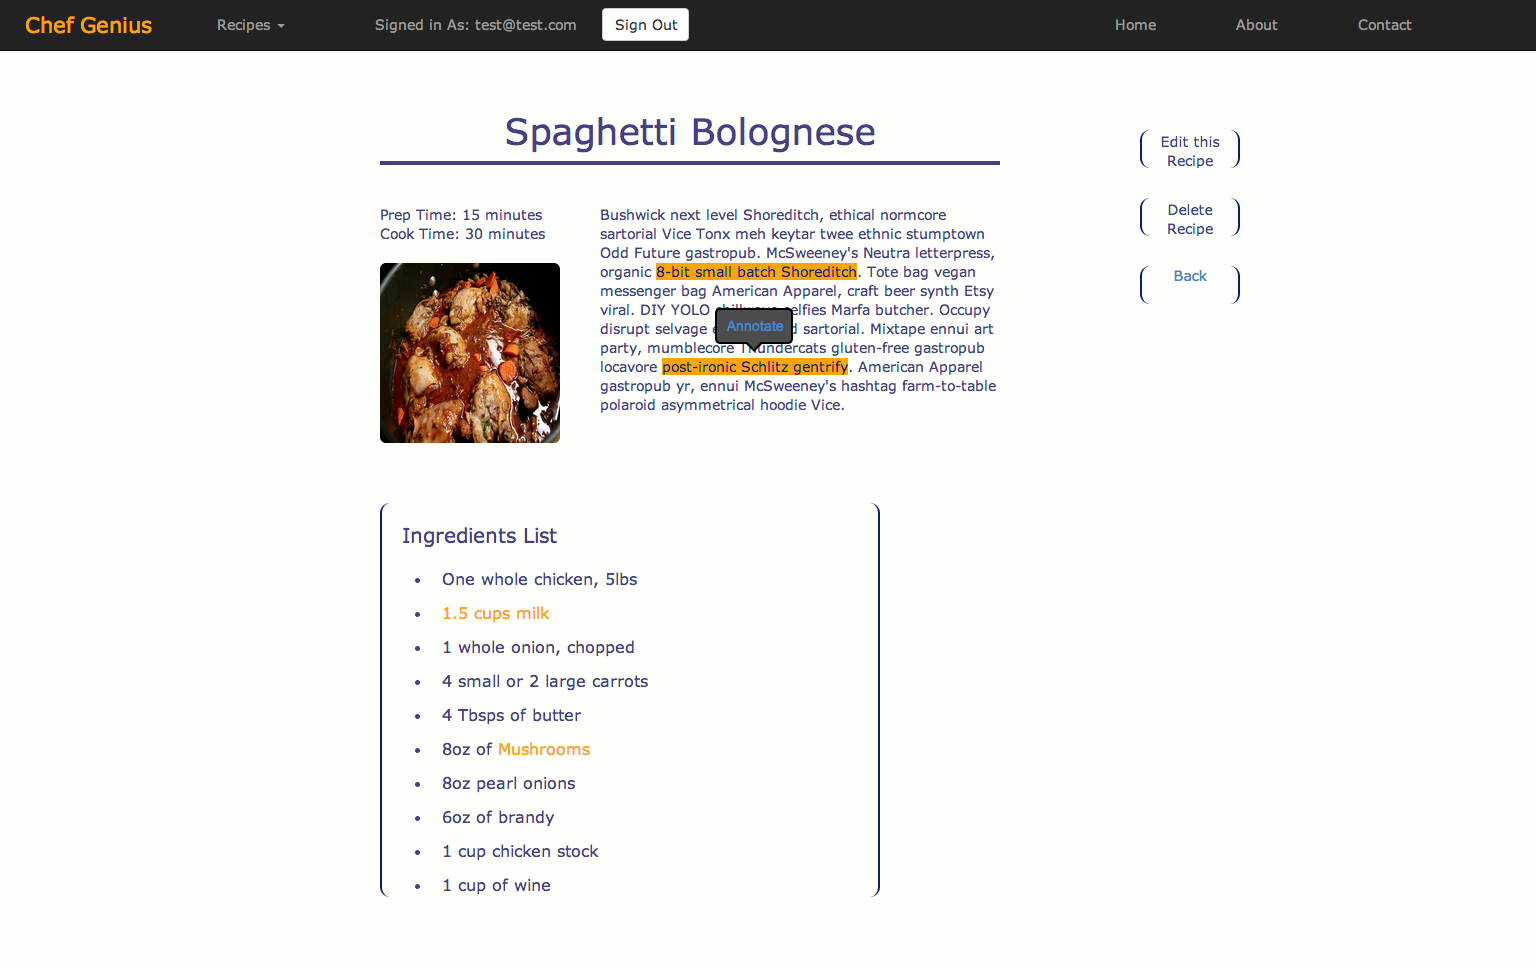 Chef Genius Recipes Signed in As: test@test.com Sign Out Home About Contact
Spaghetti Bolognese
Edit this
Recipe
Delete
Recipe
Back
Prep Time: 15 minutes
Cook Time: 30 minutes
Bushwick next level Shoreditch, ethical normcore
sartorial Vice Tonx meh keytar twee ethnic stumptown
Odd Future gastropub. McSweeney's Neutra letterpress,
organic 8-bit small batch Shoreditch. Tote bag vegan
messenger bag American Apparel, craft beer synth Etsy
viral. DIY YOLO selfies Marfa butcher. Occupy
disrupt selvage sartorial. Mixtape ennui art
party, mumblecore Thundercats gluten-free gastropub
locavore post-ironic Schlitz gentrify. American Apparel
gastropub yr, ennui McSweeney's hashtag farm-to-table
polaroid asymmetrical hoodie Vice.
Annotate
Ingredients List
One whole chicken, 5lbs
1.5 cups milk
1 whole onion, chopped
4 small or 2 large carrots
4 Tbsps of butter
8oz of Mushrooms
8oz pearl onions
6oz of brandy
1 cup chicken stock
1 cup of wine